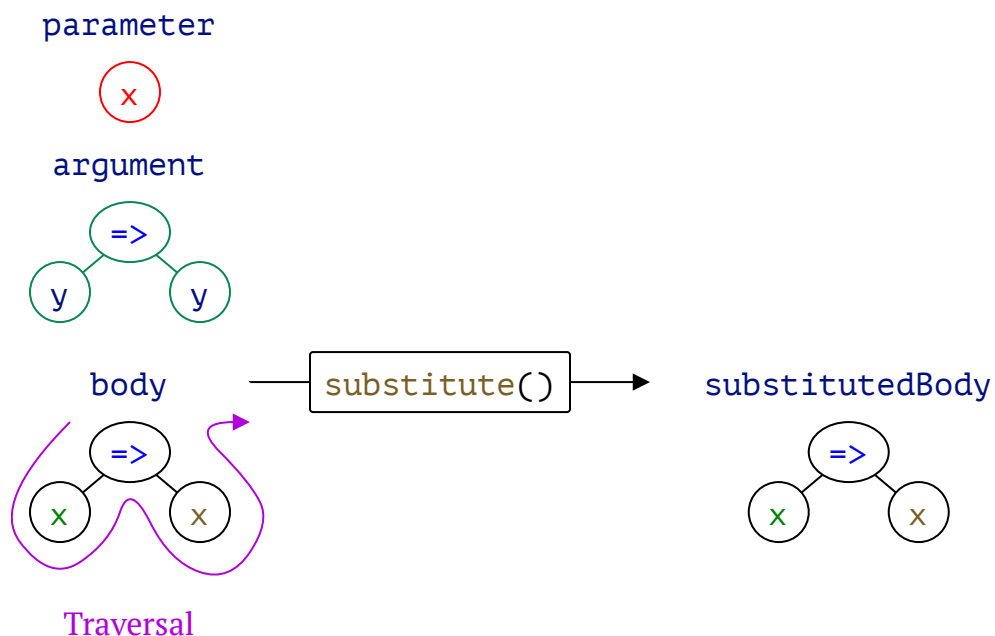 parameter
x
argument
=>
y y
body substitute() substitutedBody
=> =>
x x x x
Traversal